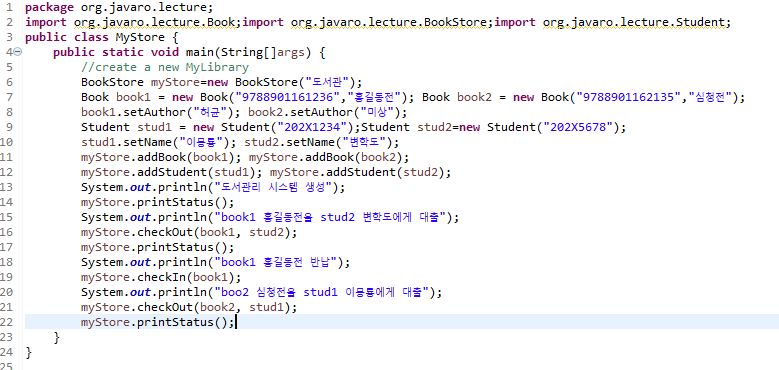 1 package org.javaro.lecture;
2 import org.javaro.lecture.Book;import org.javaro.lecture.BookStore;import org.javaro.lecture.Student;
3 public class MyStore {
4 public static void main(String[]args) {
5 //create a new MyLibrary
6 BookStore myStore=new BookStore("도서관");
7 Book book1 = new Book("9788901161236","홍길동전"); Book book2 = new Book("9788901162135","심청전");
8 book1.setAuthor("허균"); book2.setAuthor("미상");
9 Student stud1 = new Student("202X1234");Student stud2=new Student("202X5678");
10 stud1.setName("이몽룡"); stud2.setName("변학도");
11 myStore.addBook(book1); myStore.addBook(book2);
12 myStore.addStudent(stud1); myStore.addStudent(stud2);
13 System.out.println("도서관리 시스템 생성");
14 myStore.printStatus();
15 System.out.println("book1 홍길동전을 stud2 변학도에게 대출");
16 myStore.checkOut(book1, stud2);
17 myStore.printStatus();
18 System.out.println("book1 홍길동전 반납");
19 myStore.checkIn(book1);
20 System.out.println("boo2 심청전을 stud1 이몽룡에게 대출");
21 myStore.checkOut(book2, stud1);
22 myStore.printStatus();
23 }
24 }
25